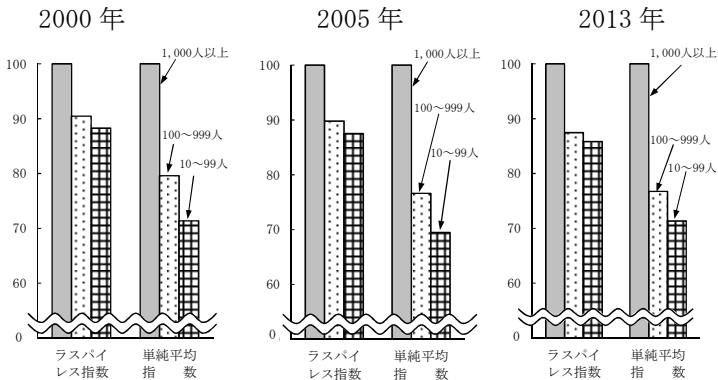 2000 年
100
90
80
70
60
0
1,000人以上
100～999人
10～99人
ラスパイ
レス指数
単純平均
指　　数
2005 年
100
90
80
70
60
0
1,000人以上
100～999人
10～99人
ラスパイ
レス指数
単純平均
指　　数
2013 年
100
90
80
70
60
0
1,000人以上
100～999人
10～99人
ラスパイ
レス指数
単純平均
指　　数